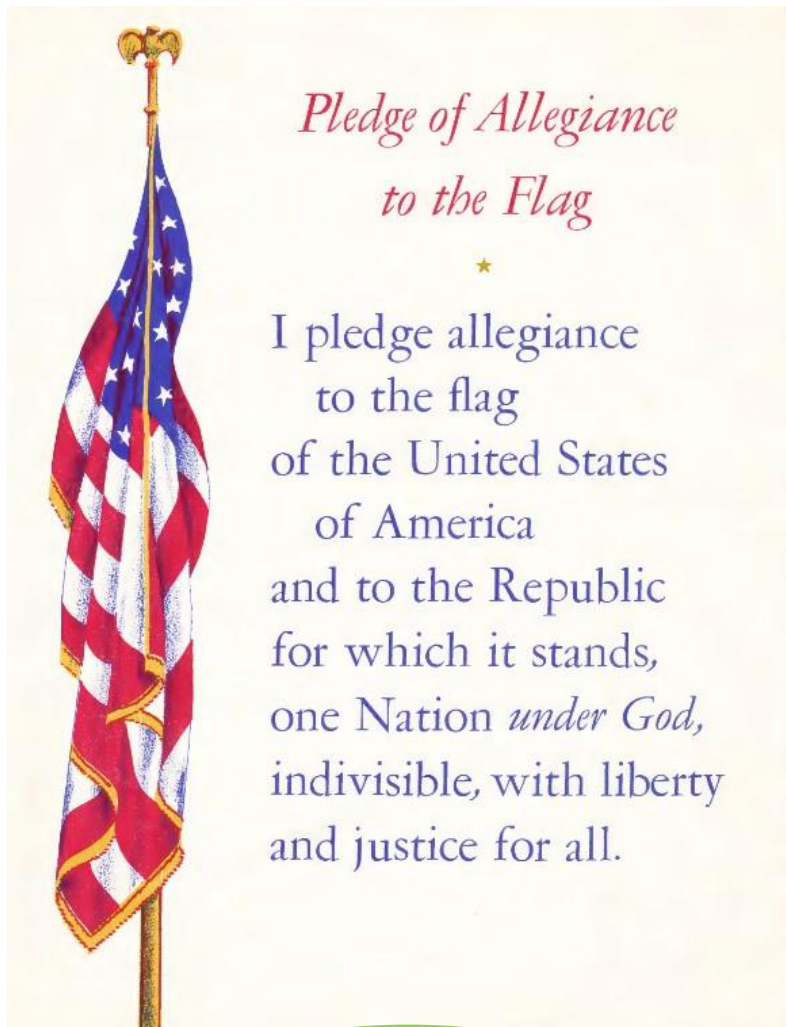 Pledge of Allegiance
to the Flag
I pledge allegiance
to the flag
of the United States
of America
and to the Republic
for which it stands,
one Nation under God,
indivisible, with liberty
and justice for all.